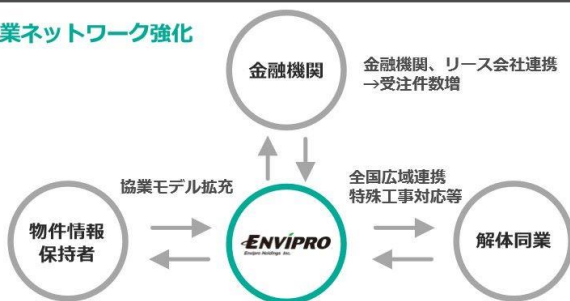 業ネットワーク強化
金融機関
金融機関、リース会社連携
→受注件数増
協業モデル拡充
全国広域連携
特殊工事対応等
物件情報
保持者
ENVIPRO
Envipro Holdings Inc.
解体同業